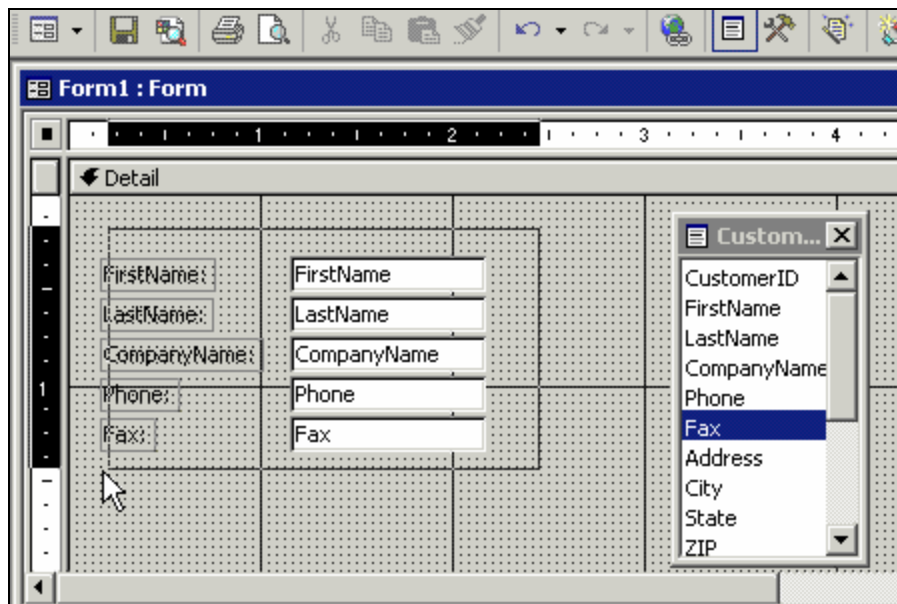 Form1 : Form
1 2 3 4
Detail
FirstName: FirstName
LastName: LastName
CompanyName: CompanyName
1
Phone: Phone
Fax: Fax
Custom...
CustomerID
FirstName
LastName
CompanyName
Phone
Fax
Address
City
State
ZIP